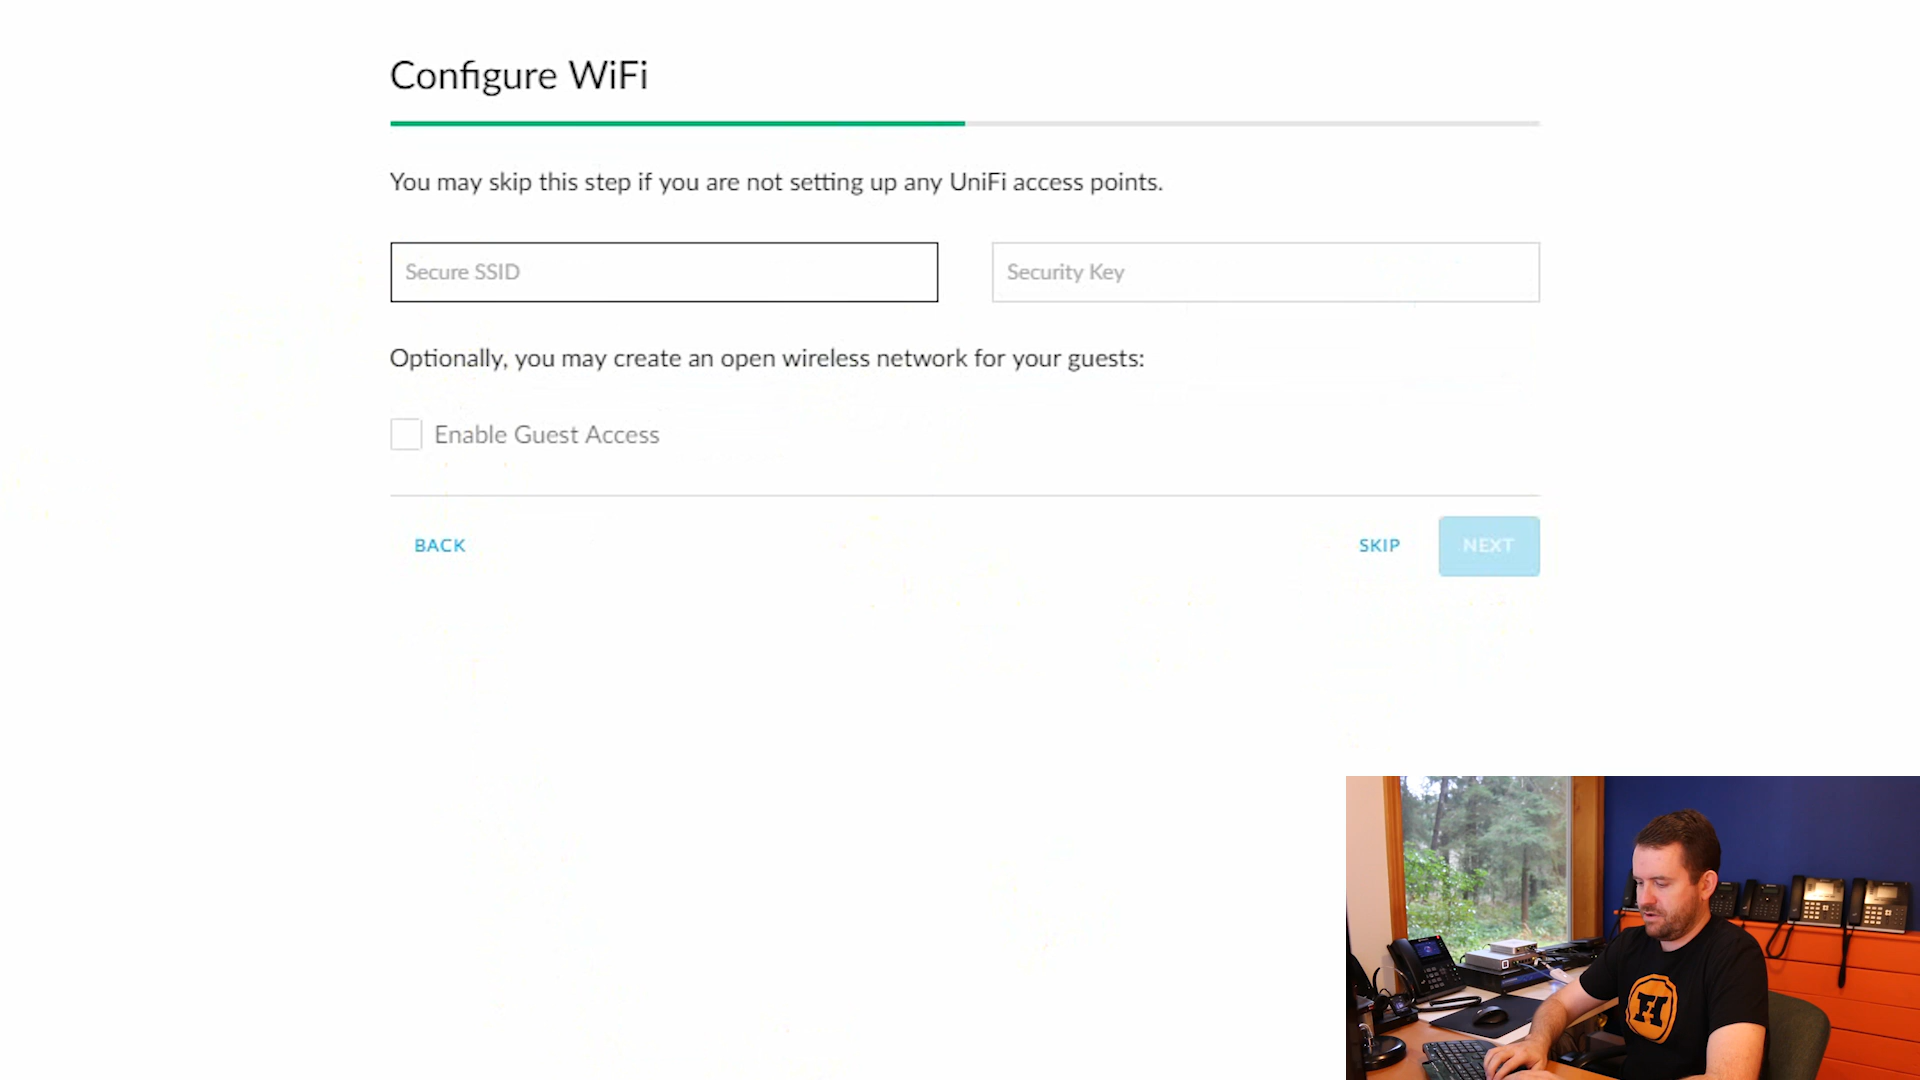 Configure WiFi
You may skip this step if you are not setting up any UniFi access points.
Secure SSID
Security Key
Optionally, you may create an open wireless network for your guests:
Enable Guest Access
BACK
SKIP
NEXT